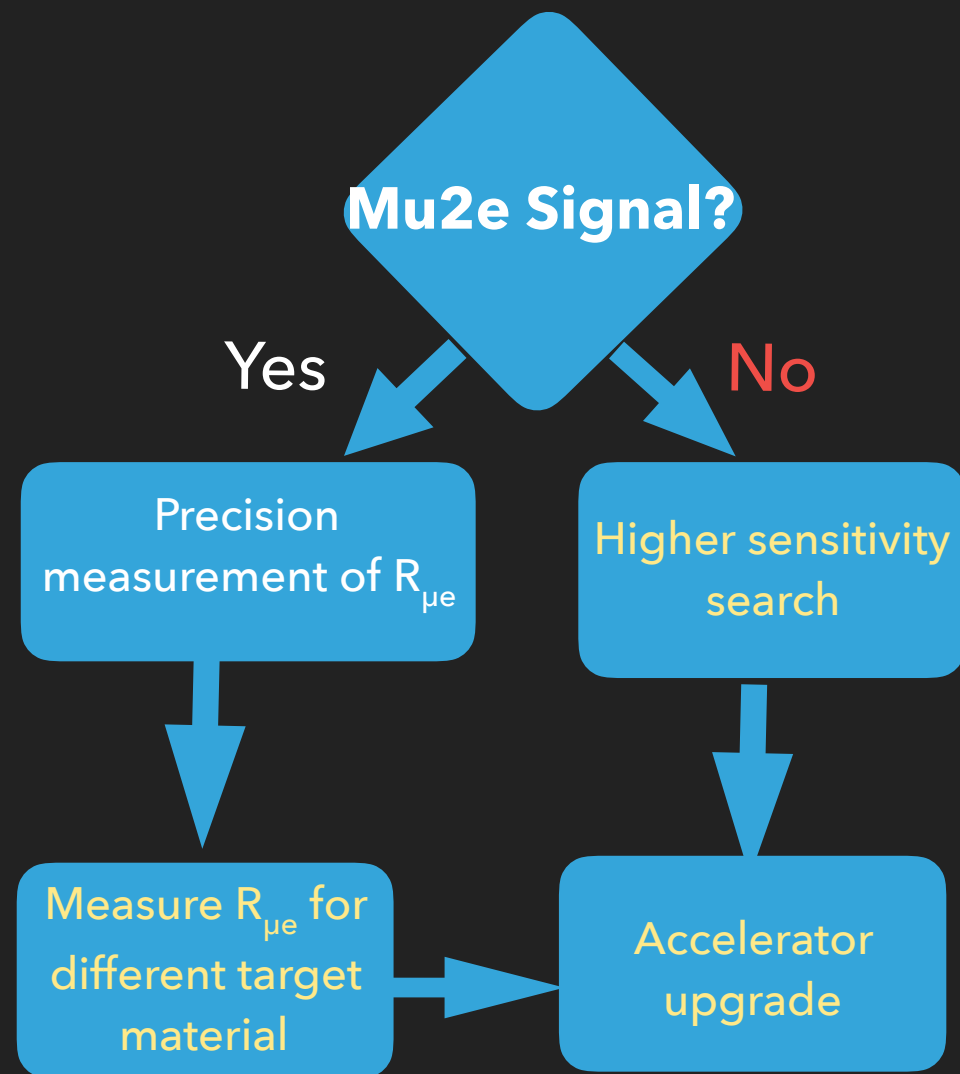 Mu2e Signal?
Yes
No
Precision
measurement of Rμe
Higher sensitivity
search
Measure Rμe for
different target
material
Accelerator
upgrade